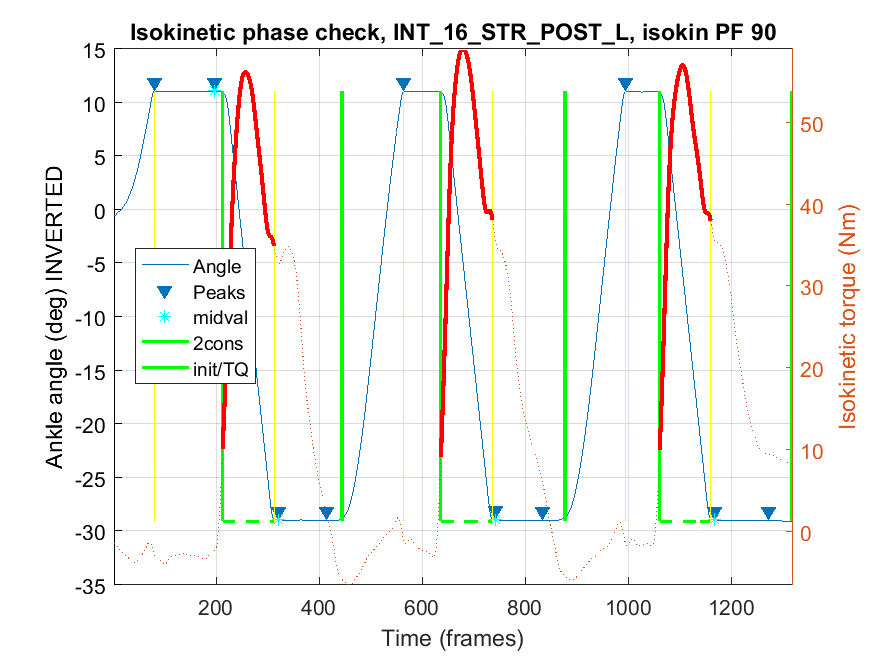 Isokinetic phase check, INT_16_STR_POST_L, isokin PF 90
15
10
5
0
-5
-10
-15
-20
-25
-30
-35
Ankle angle (deg) INVERTED
Angle
Peaks
midval
2cons
init/TQ
50
40
30
20
10
0
Isokinetic torque (Nm)
200
400
600
800
1000
1200
Time (frames)